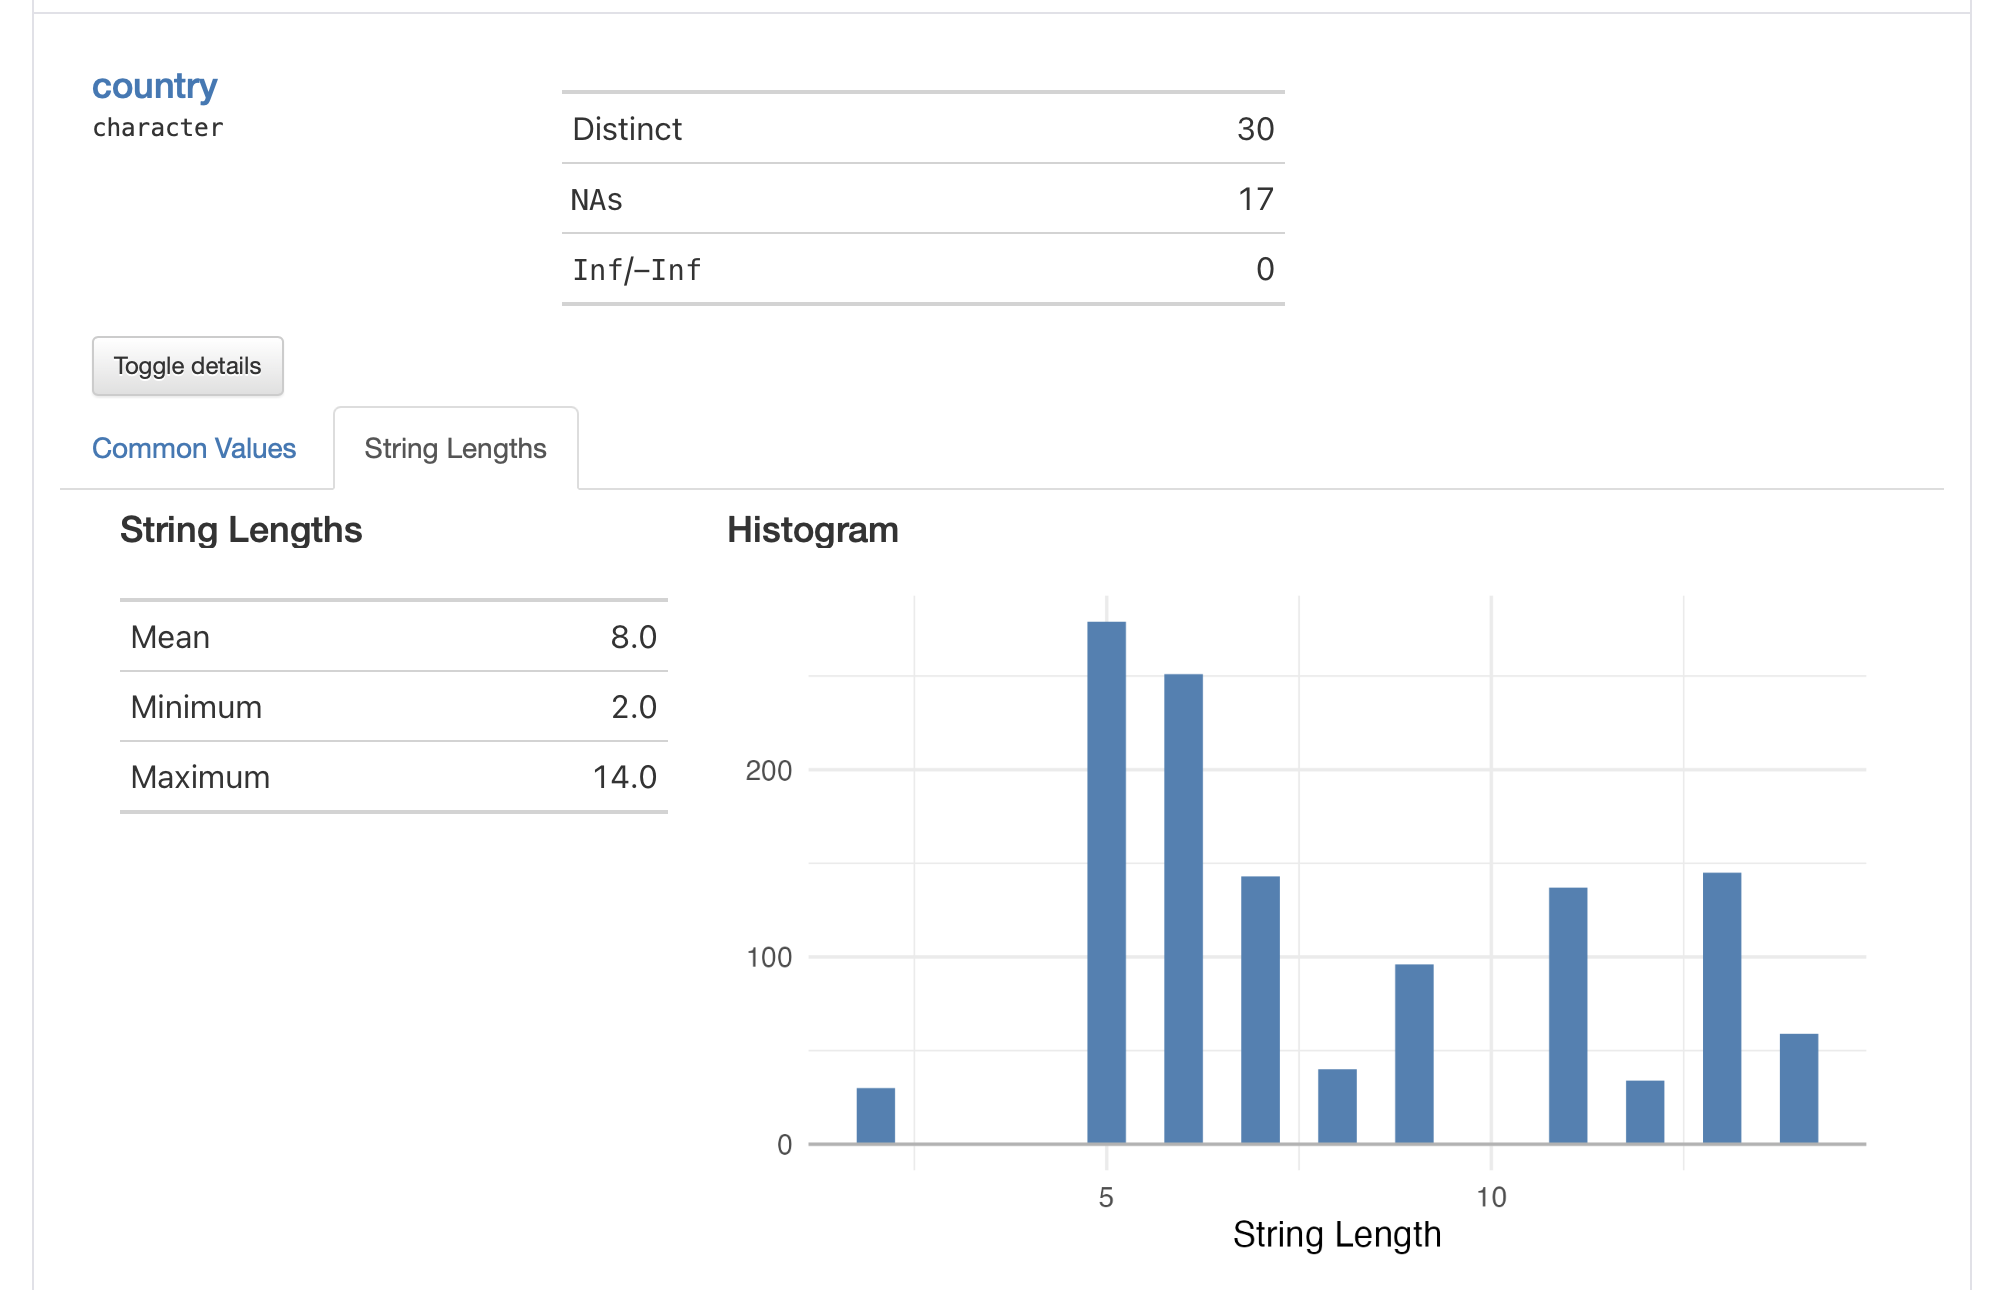 country
character
Distinct 30
NAs 17
Inf/−Inf 0
Toggle details
Common Values String Lengths
String Lengths
Mean 8.0
Minimum 2.0
Maximum 14.0
Histogram
200
100
0
5 10
String Length